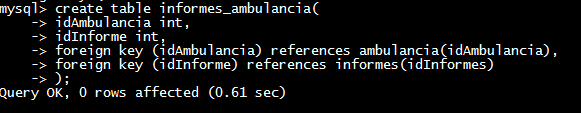 mysql> create table informes_ambulancia(
-> idAmbulancia int,
-> idInforme int,
-> foreign key (idAmbulancia) references ambulancia(idAmbulancia),
-> foreign key (idInforme) references informes(idInformes)
-> );
Query OK, 0 rows affected (0.61 sec)